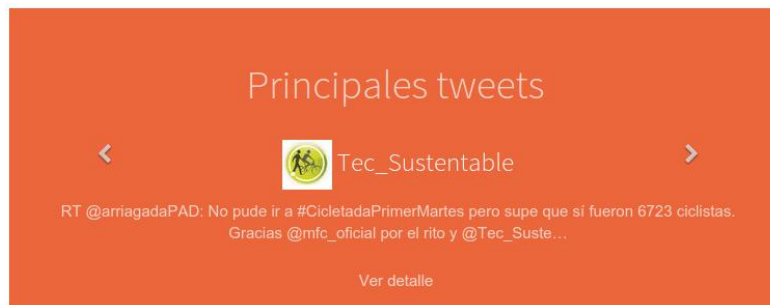 Principales tweets
Tec_Sustentable
RT @arriagadaPAD: No pude ir a #CicletadaPrimerMartes pero supe que sí fueron 6723 ciclistas.
Gracias @mfc_oficial por el rito y @Tec_Suste…
Ver detalle